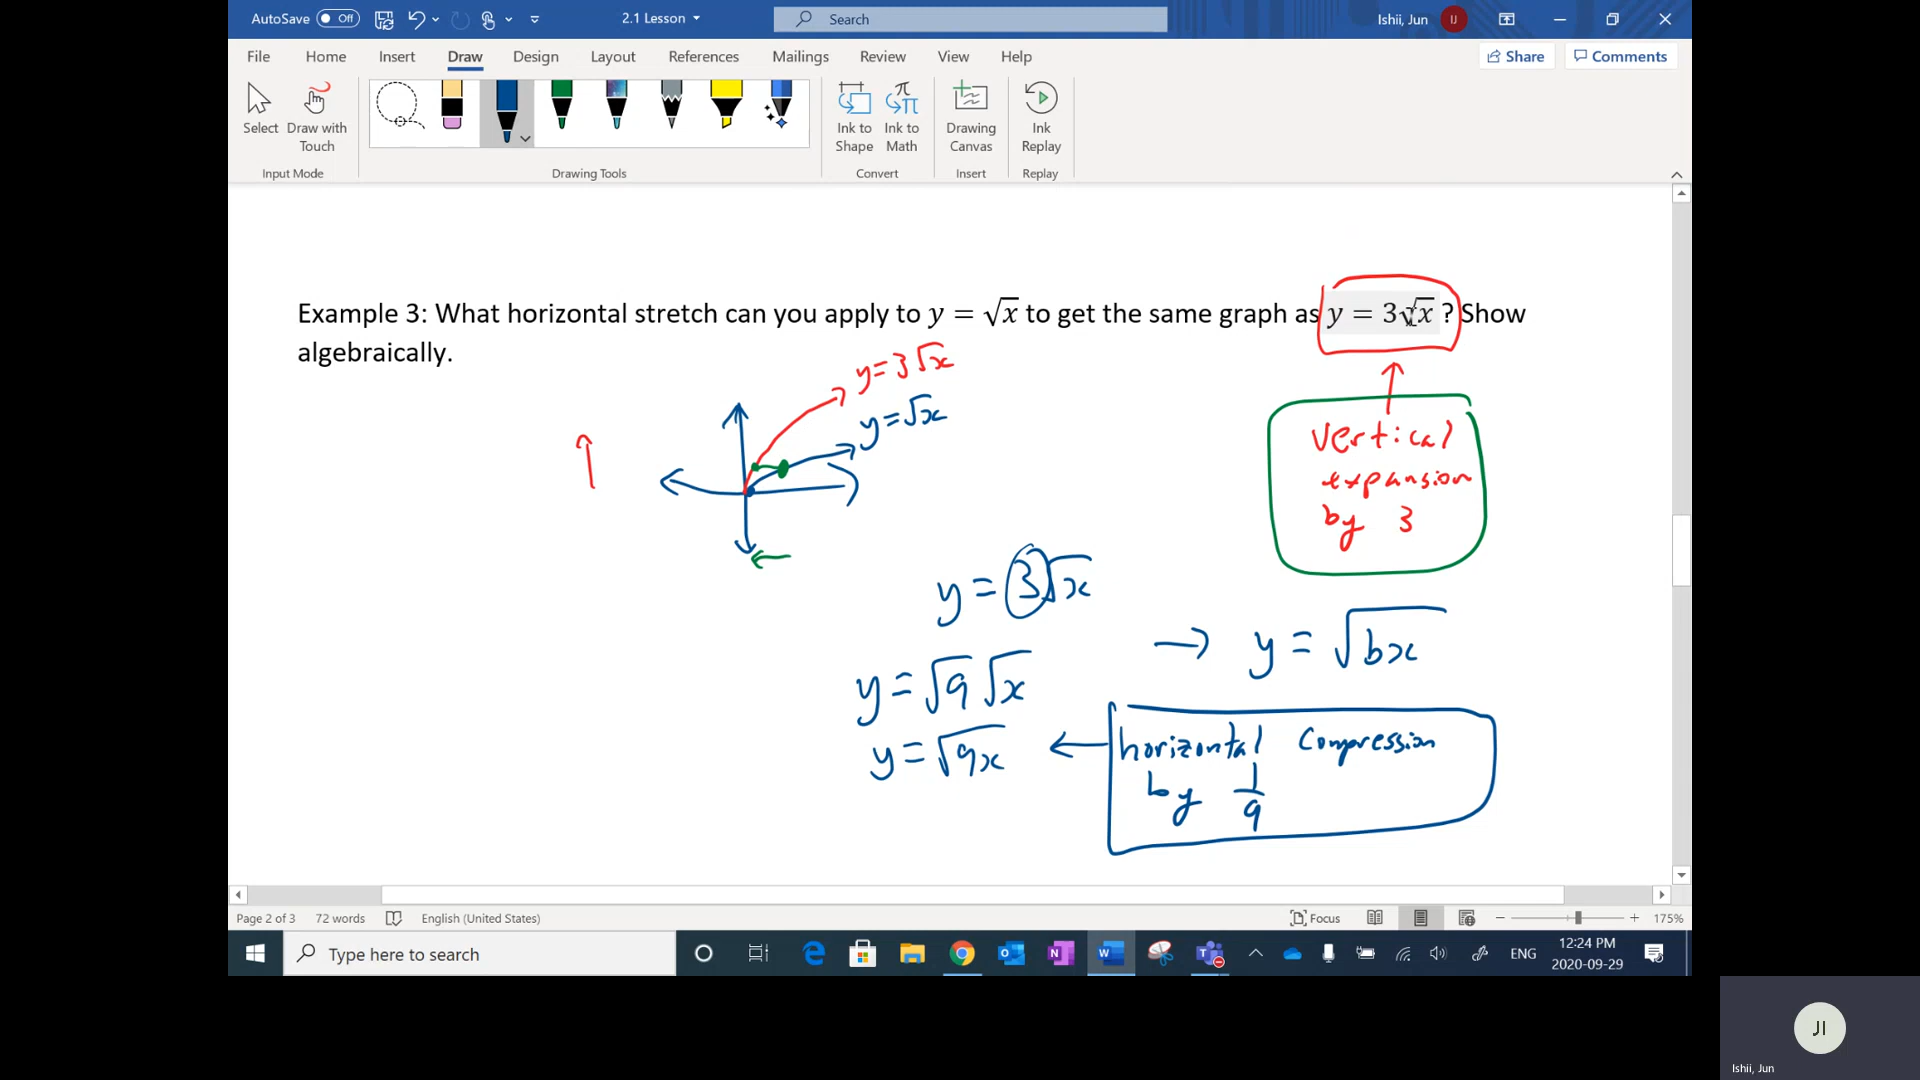 AutoSave Off 2.1 Lesson Search Ishii, Jun IJ
File Home Insert Draw Design Layout References Mailings Review View Help Share Comments
Select Draw with Touch Ink to Shape Ink to Math Drawing Canvas Ink Replay
Input Mode Drawing Tools Convert Insert Replay
Example 3: What horizontal stretch can you apply to y = √x to get the same graph as y = 3√x ? Show
algebraically.
y = 3√x
y = √x
vertical
expansion
by 3
y = 3√x
→ y = √bx
y = √9 √x
y = √9x
horizontal compression
by 1/9
Page 2 of 3 72 words English (United States) Focus 175%
Type here to search ENG 12:24 PM
2020-09-29
JI
Ishii, Jun